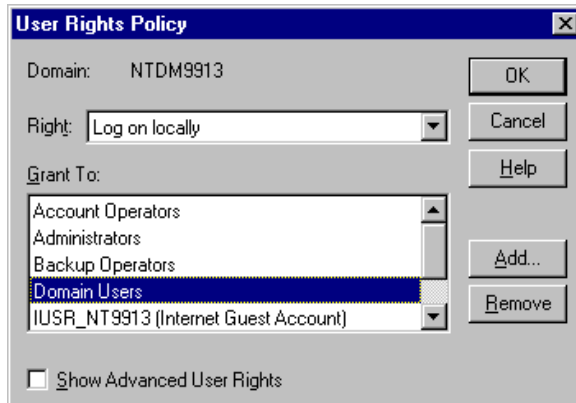 User Rights Policy
Domain: NTDM9913
OK
Right: Log on locally
Cancel
Grant To:
Help
Account Operators
Administrators
Backup Operators
Add...
Domain Users
Remove
IUSR_NT9913 (Internet Guest Account)
Show Advanced User Rights